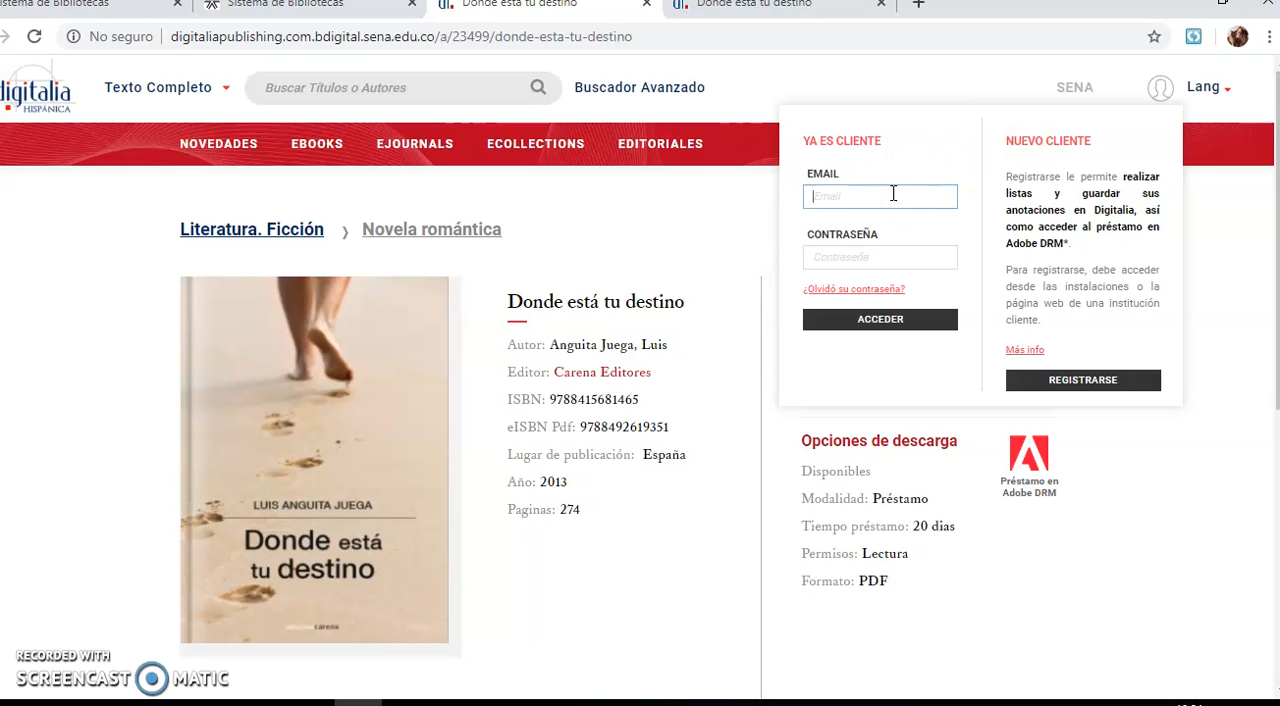 Sistema de Bibliotecas
Donde está tu destino
Donde está tu destino
No seguro
digitaliapublishing.com.bdigital.sena.edu.co/a/23499/donde-esta-tu-destino
digitalia
HISPÁNICA
Texto Completo
Buscar Títulos o Autores
Buscador Avanzado
SENA
Lang
NOVEDADES
EBOOKS
EJOURNALS
ECOLLECTIONS
EDITORIALES
YA ES CLIENTE
EMAIL
Email
CONTRASEÑA
Contraseña
¿Olvidó su contraseña?
ACCEDER
NUEVO CLIENTE
Registrarse le permite realizar
listas y guardar sus
anotaciones en Digitalia, así
como acceder al préstamo en
Adobe DRM*.
Para registrarse, debe acceder
desde las instalaciones o la
página web de una institución
cliente.
Más info
REGISTRARSE
Literatura. Ficción
Novela romántica
LUIS ANGUITA JUEGA
Donde está
tu destino
Donde está tu destino
Autor: Anguita Juega, Luis
Editor: Carena Editores
ISBN: 9788415681465
eISBN Pdf: 9788492619351
Lugar de publicación: España
Año: 2013
Paginas: 274
Opciones de descarga
Disponibles
Modalidad: Préstamo
Tiempo préstamo: 20 dias
Permisos: Lectura
Formato: PDF
Préstamo en
Adobe DRM
RECORDED WITH
SCREENCAST MATIC